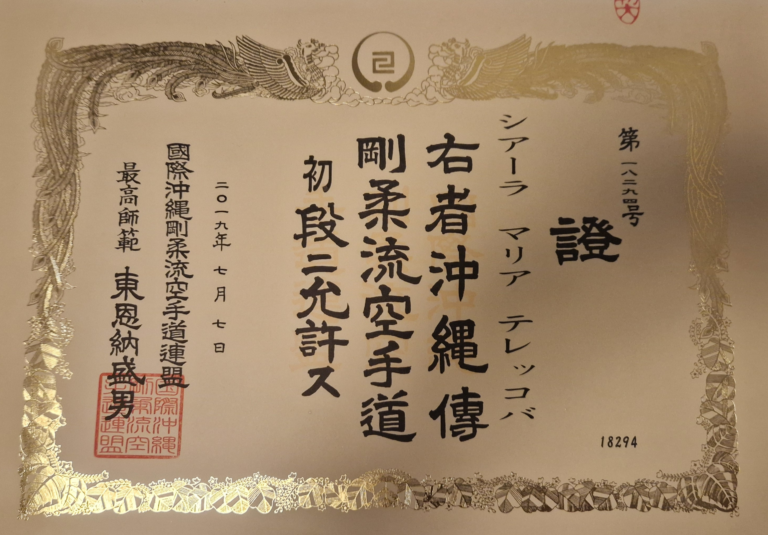 第一八二九四号
證
シアーラ マリア テレッコバ
右者沖縄傳
剛柔流空手道
初段ニ允許ス
二〇一九年 七月 七日
國際沖縄剛柔流空手道連盟
最高師範 東恩納盛男
18294